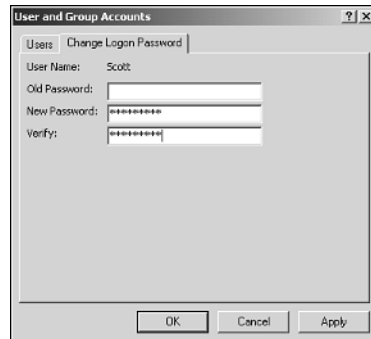 User and Group Accounts
Users Change Logon Password
User Name: Scott
Old Password:
New Password: *********
Verify: *********
OK Cancel Apply